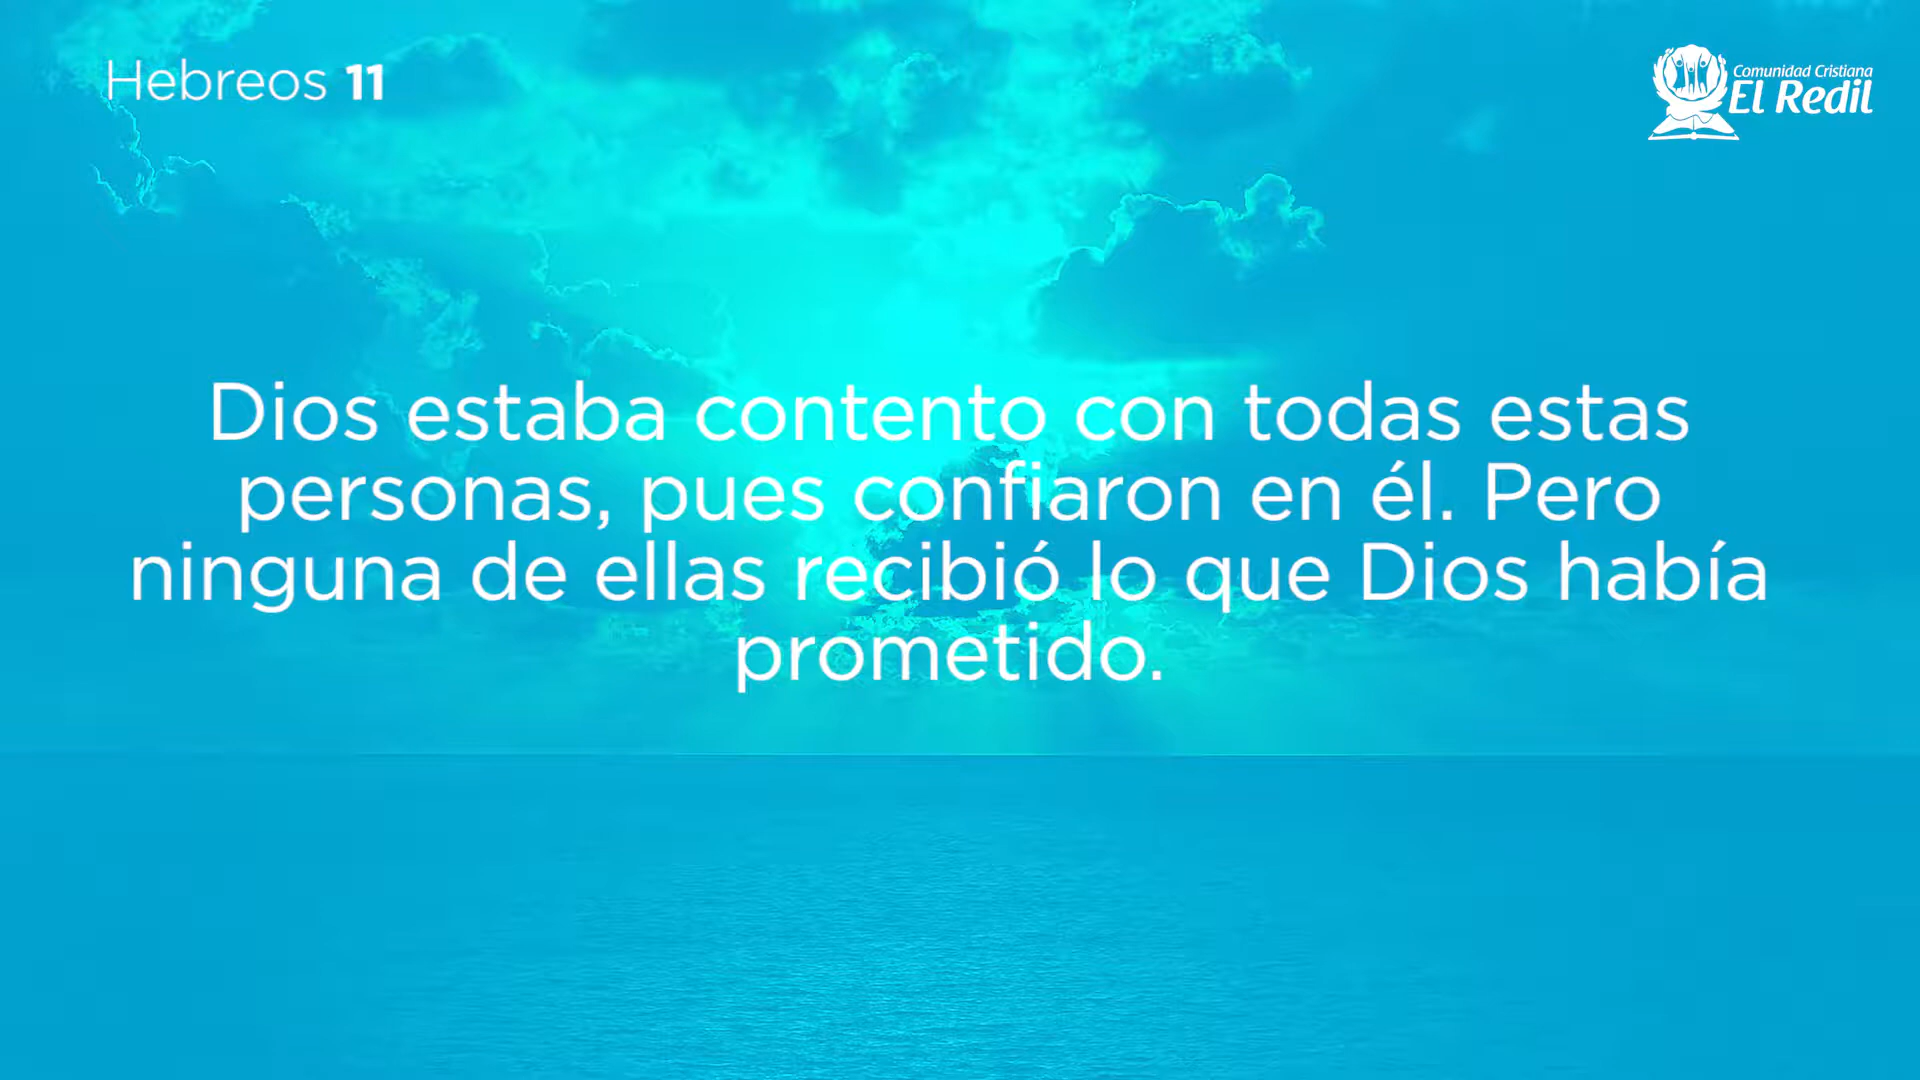 Hebreos 11
Comunidad Cristiana
El Redil
Dios estaba contento con todas estas
personas, pues confiaron en él. Pero
ninguna de ellas recibió lo que Dios había
prometido.